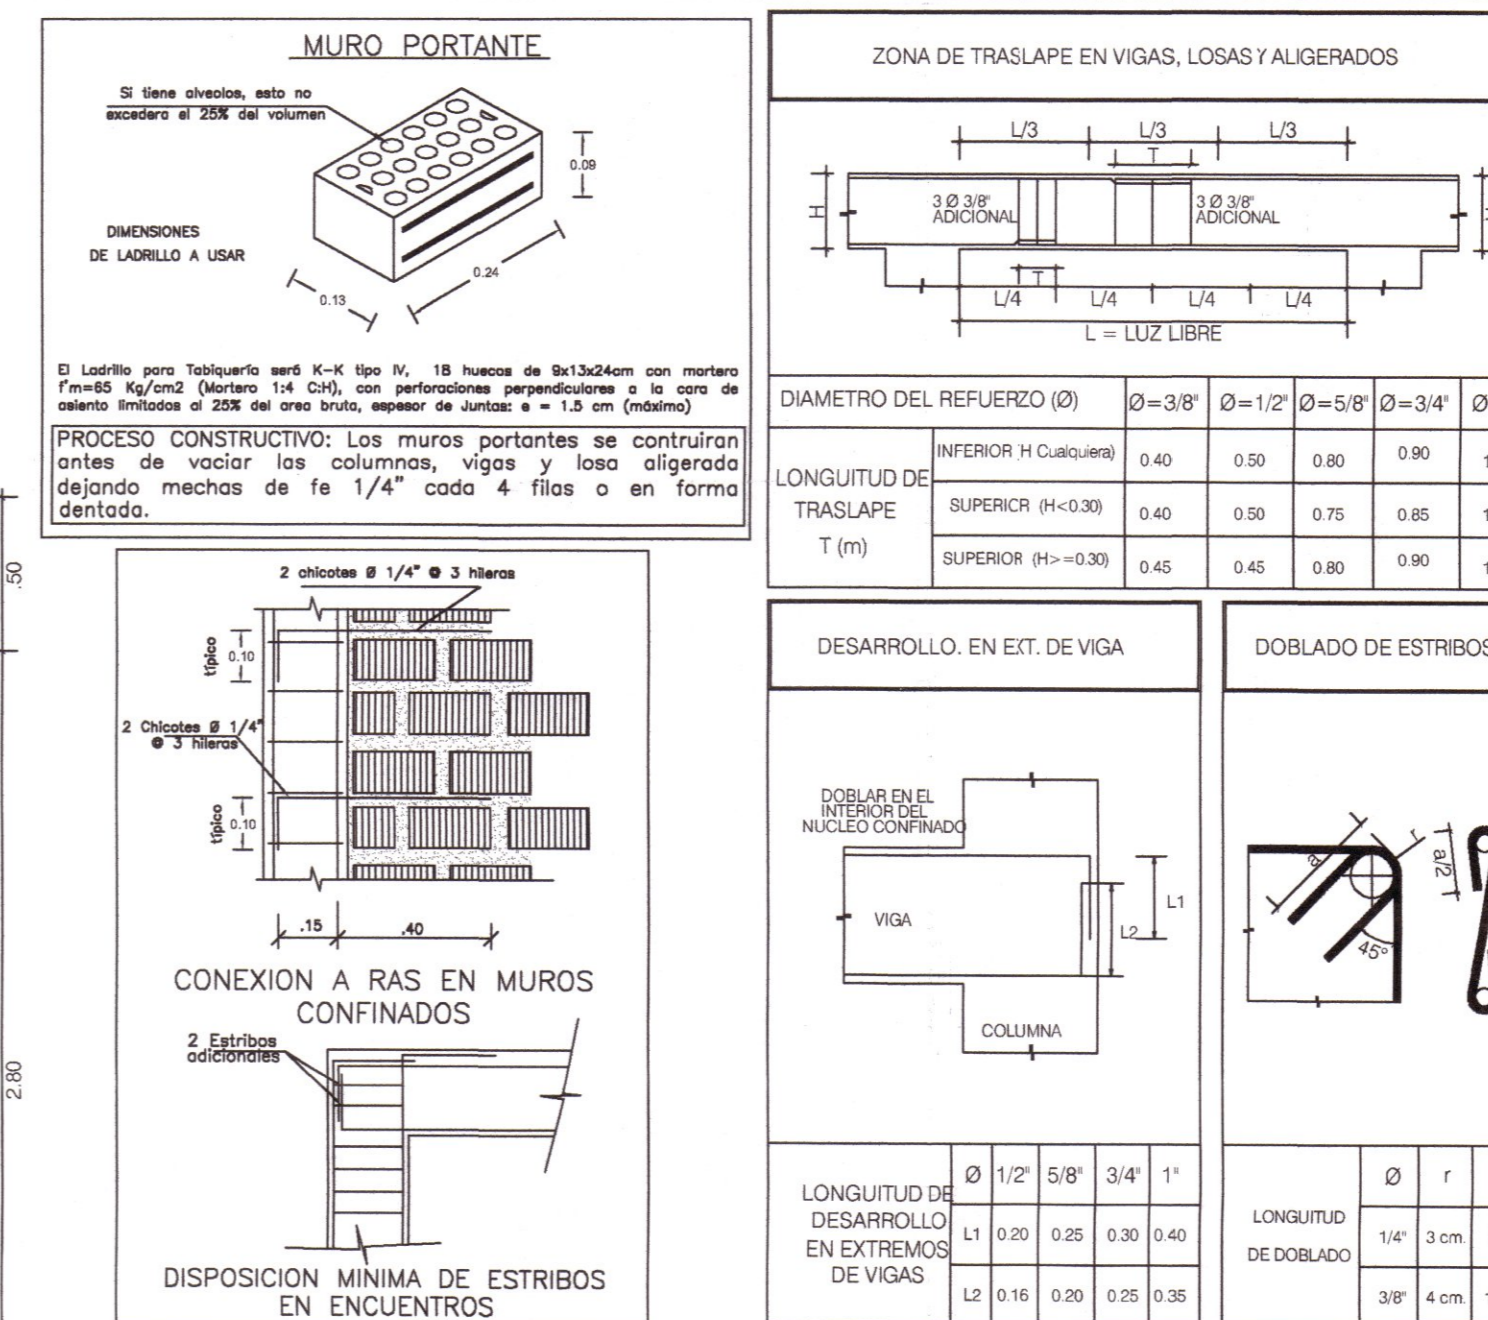 MURO PORTANTE
Si tiene alveolos, esto no
excedera el 25% del volumen
0.09
DIMENSIONES
DE LADRILLO A USAR
0.24
0.13
El Ladrillo para Tabiquería será K-K tipo IV, 18 huecos de 9x13x24cm con mortero
f'm=65 Kg/cm2 (Mortero 1:4 C:H), con perforaciones perpendiculares a la cara de
asiento limitados al 25% del area bruta, espesor de Juntas: e = 1.5 cm (máximo)
PROCESO CONSTRUCTIVO: Los muros portantes se contruiran
antes de vaciar las columnas, vigas y losa aligerada
dejando mechas de fe 1/4" cada 4 filas o en forma
dentada.
.50
2.80
2 chicotes Ø 1/4" @ 3 hileras
típico
0.10
2 Chicotes Ø 1/4"
@ 3 hileras
típico
0.10
.15
.40
CONEXION A RAS EN MUROS
CONFINADOS
2 Estribos
adicionales
DISPOSICION MINIMA DE ESTRIBOS
EN ENCUENTROS
ZONA DE TRASLAPE EN VIGAS, LOSAS Y ALIGERADOS
L/3 L/3 L/3
T
H
3 Ø 3/8"
ADICIONAL
3 Ø 3/8"
ADICIONAL
T
L/4 L/4 L/4 L/4
L = LUZ LIBRE
DIAMETRO DEL REFUERZO (Ø) Ø=3/8" Ø=1/2" Ø=5/8" Ø=3/4" Ø
LONGUITUD DE
TRASLAPE
T (m)
INFERIOR (H Cualquiera) 0.40 0.50 0.80 0.90 1
SUPERIOR (H<0.30) 0.40 0.50 0.75 0.85 1
SUPERIOR (H>=0.30) 0.45 0.45 0.80 0.90 1
DESARROLLO. EN EXT. DE VIGA
DOBLAR EN EL
INTERIOR DEL
NUCLEO CONFINADO
VIGA
L1
L2
COLUMNA
LONGUITUD DE
DESARROLLO
EN EXTREMOS
DE VIGAS
Ø 1/2" 5/8" 3/4" 1"
L1 0.20 0.25 0.30 0.40
L2 0.16 0.20 0.25 0.35
DOBLADO DE ESTRIBOS
a
r
a/2
45°
LONGUITUD
DE DOBLADO
Ø r
1/4" 3 cm.
3/8" 4 cm. 1